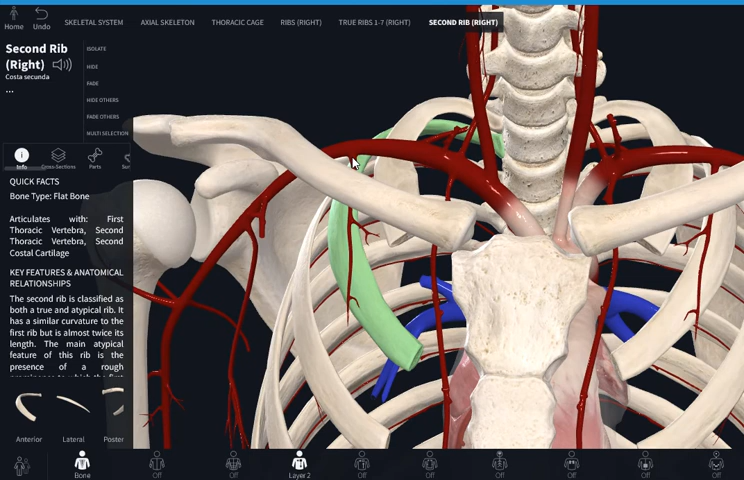 SKELETAL SYSTEM
AXIAL SKELETON
THORACIC CAGE
RIBS (RIGHT)
TRUE RIBS 1-7 (RIGHT)
SECOND RIB (RIGHT)
Home
Undo
Second Rib
(Right)
Costa secunda
...
ISOLATE
HIDE
FADE
HIDE OTHERS
FADE OTHERS
MULTI SELECTION
Info
Cross-Sections
Parts
QUICK FACTS
Bone Type: Flat Bone
Articulates with: First
Thoracic Vertebra, Second
Thoracic Vertebra, Second
Costal Cartilage
KEY FEATURES & ANATOMICAL
RELATIONSHIPS
The second rib is classified as
both a true and atypical rib. It
has a similar curvature to the
first rib but is almost twice its
length. The main atypical
feature of this rib is the
presence of a rough
Anterior
Lateral
Poster
Bone
Off
Off
Layer 2
Off
Off
Off
Off
Off
Off